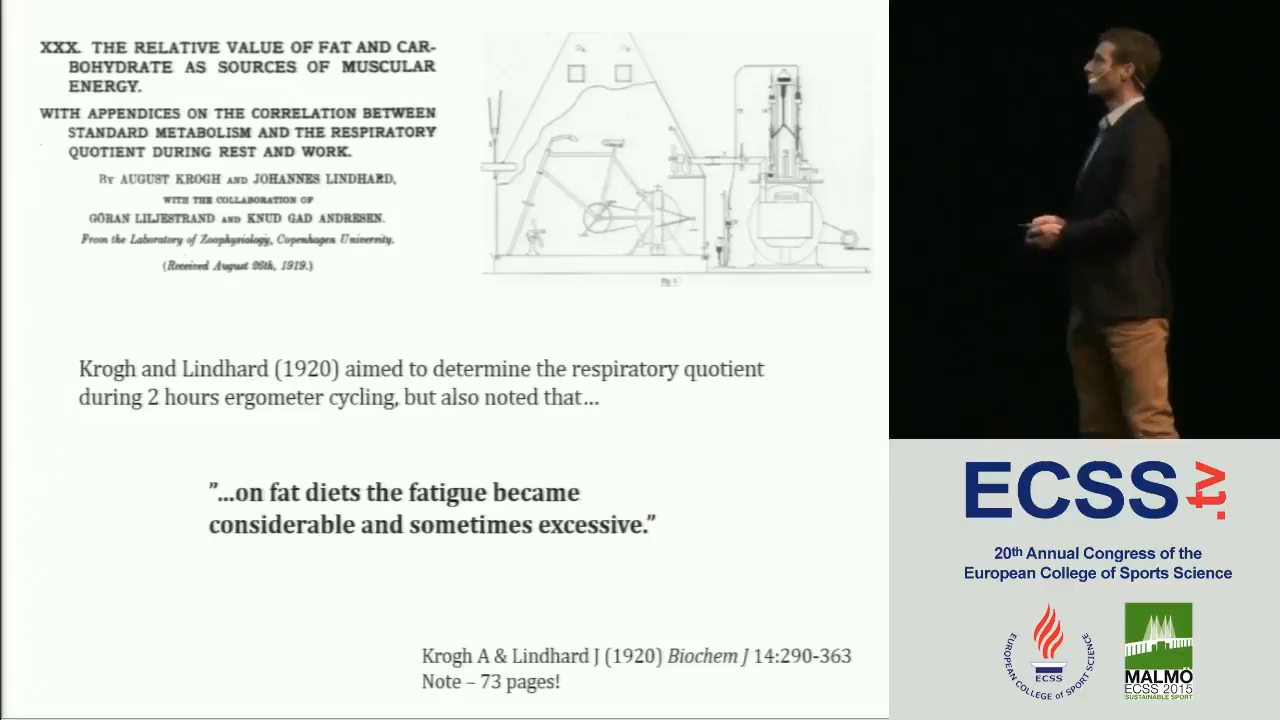 XXX. THE RELATIVE VALUE OF FAT AND CAR-
BOHYDRATE AS SOURCES OF MUSCULAR
ENERGY.
WITH APPENDICES ON THE CORRELATION BETWEEN
STANDARD METABOLISM AND THE RESPIRATORY
QUOTIENT DURING REST AND WORK.
BY AUGUST KROGH AND JOHANNES LINDHARD,
WITH THE COLLABORATION OF
GÖRAN LILJESTRAND AND KNUD GAD ANDRESEN.
From the Laboratory of Zoophysiology, Copenhagen University.
(Received August 26th, 1919.)
Krogh and Lindhard (1920) aimed to determine the respiratory quotient
during 2 hours ergometer cycling, but also noted that...
"...on fat diets the fatigue became
considerable and sometimes excessive."
Krogh A & Lindhard J (1920) Biochem J 14:290-363
Note – 73 pages!
ECSS.tv
20th Annual Congress of the
European College of Sports Science
EUROPEAN COLLEGE OF SPORT SCIENCE
ECSS
MALMÖ
ECSS 2015
SUSTAINABLE SPORT